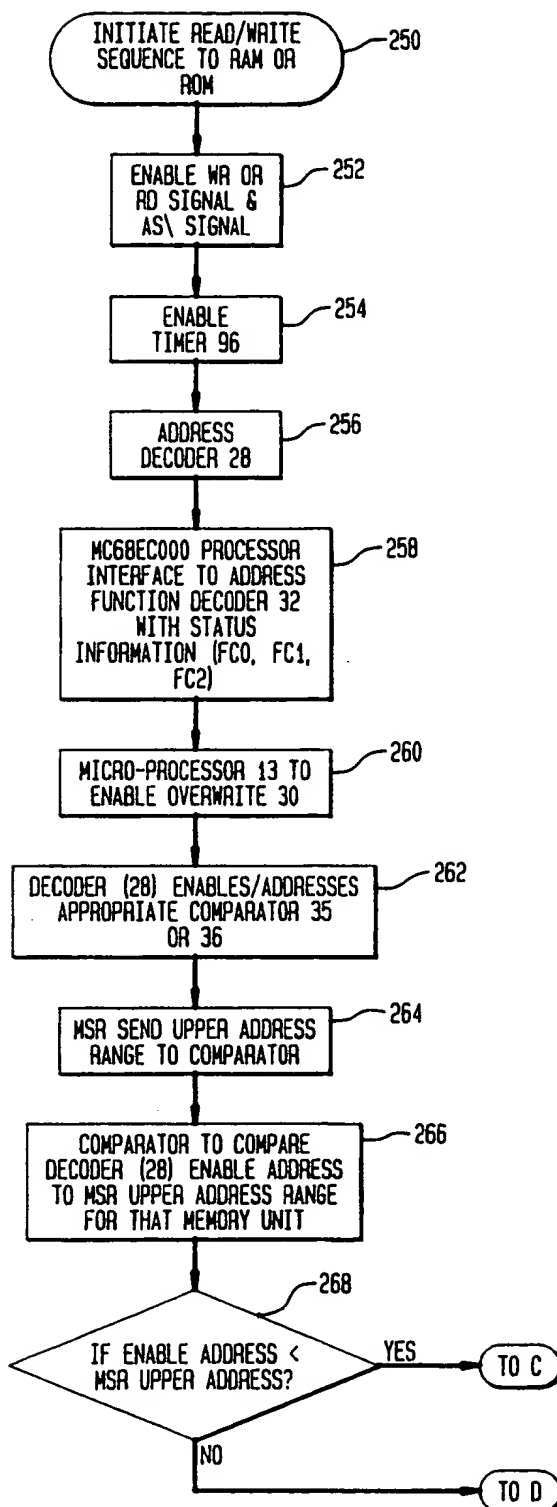 INITIATE READ/WRITE
SEQUENCE TO RAM OR
ROM
250
ENABLE WR OR
RD SIGNAL &
AS\ SIGNAL
252
ENABLE
TIMER 96
254
ADDRESS
DECODER 28
256
MC68EC000 PROCESSOR
INTERFACE TO ADDRESS
FUNCTION DECODER 32
WITH STATUS
INFORMATION (FC0, FC1,
FC2)
258
MICRO-PROCESSOR 13 TO
ENABLE OVERWRITE 30
260
DECODER (28) ENABLES/ADDRESSES
APPROPRIATE COMPARATOR 35
OR 36
262
MSR SEND UPPER ADDRESS
RANGE TO COMPARATOR
264
COMPARATOR TO COMPARE
DECODER (28) ENABLE ADDRESS
TO MSR UPPER ADDRESS RANGE
FOR THAT MEMORY UNIT
266
268
IF ENABLE ADDRESS <
MSR UPPER ADDRESS?
YES
TO C
NO
TO D